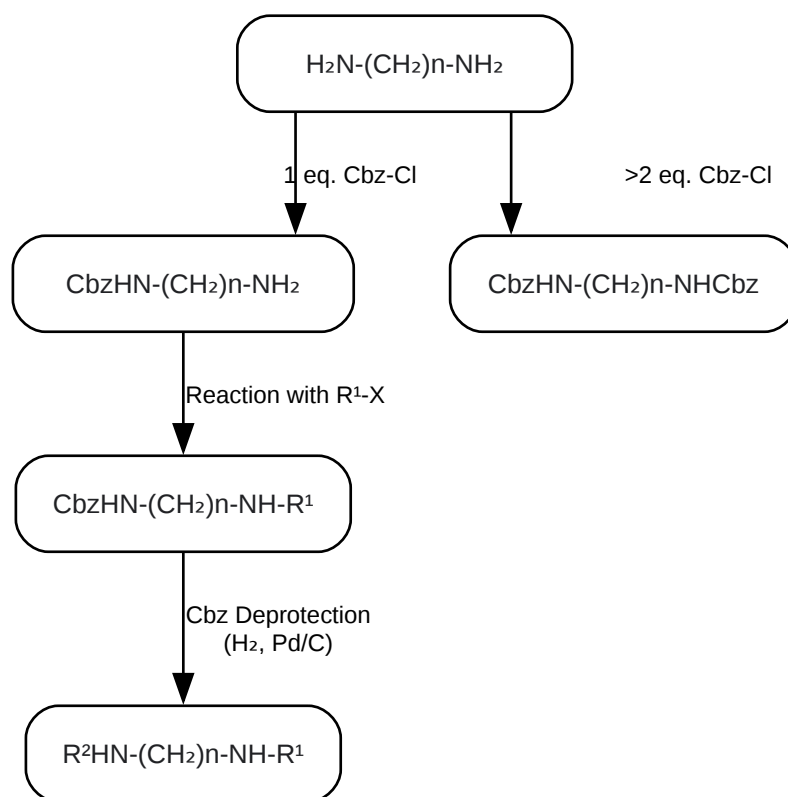 H₂N-(CH₂)n-NH₂
1 eq. Cbz-Cl
>2 eq. Cbz-Cl
CbzHN-(CH₂)n-NH₂
CbzHN-(CH₂)n-NHCbz
Reaction with R¹-X
CbzHN-(CH₂)n-NH-R¹
Cbz Deprotection
(H₂, Pd/C)
R²HN-(CH₂)n-NH-R¹